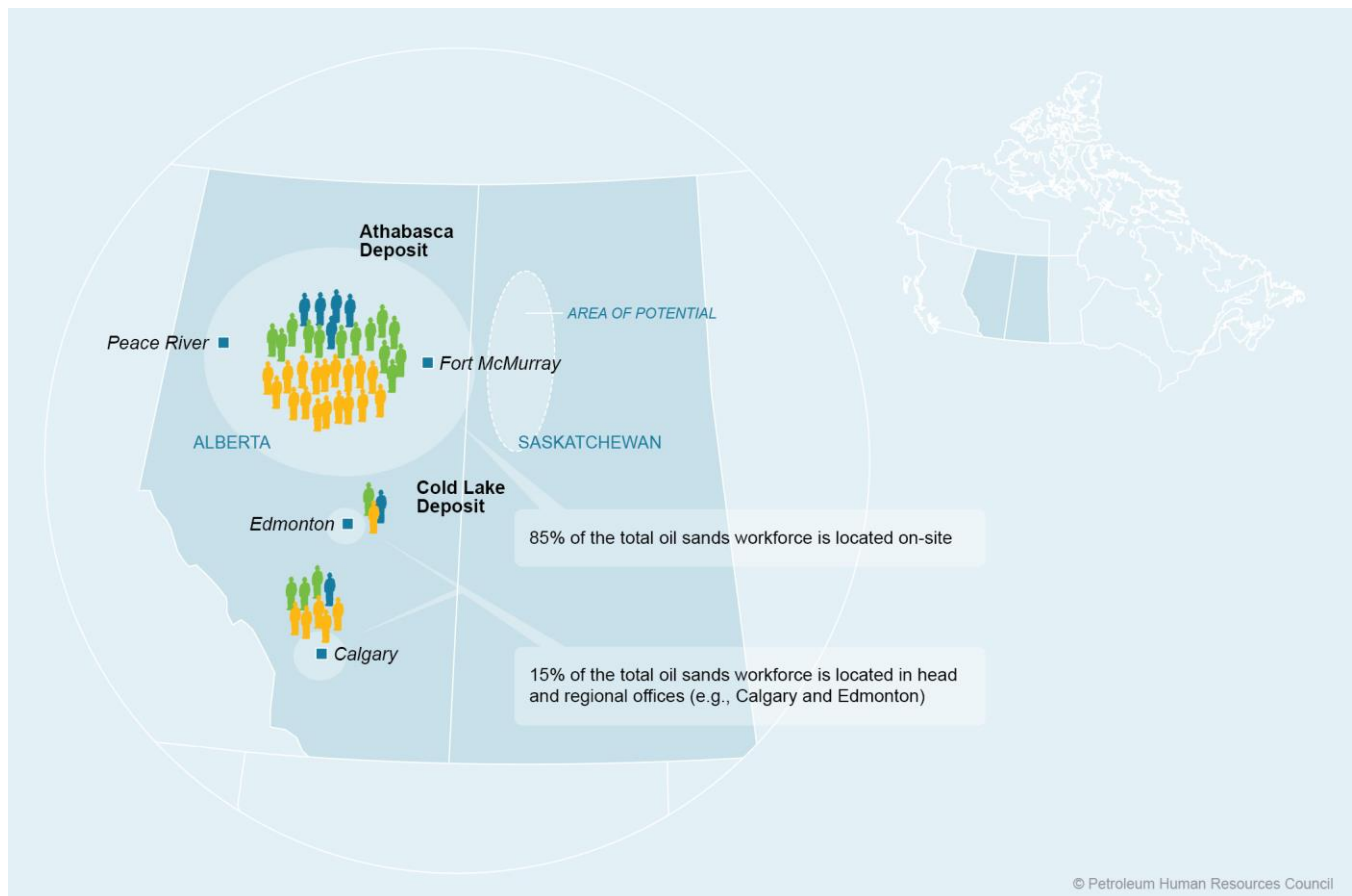 Athabasca
Deposit
AREA OF POTENTIAL
Peace River
Fort McMurray
ALBERTA
SASKATCHEWAN
Cold Lake
Deposit
Edmonton
85% of the total oil sands workforce is located on-site
Calgary
15% of the total oil sands workforce is located in head
and regional offices (e.g., Calgary and Edmonton)
© Petroleum Human Resources Council